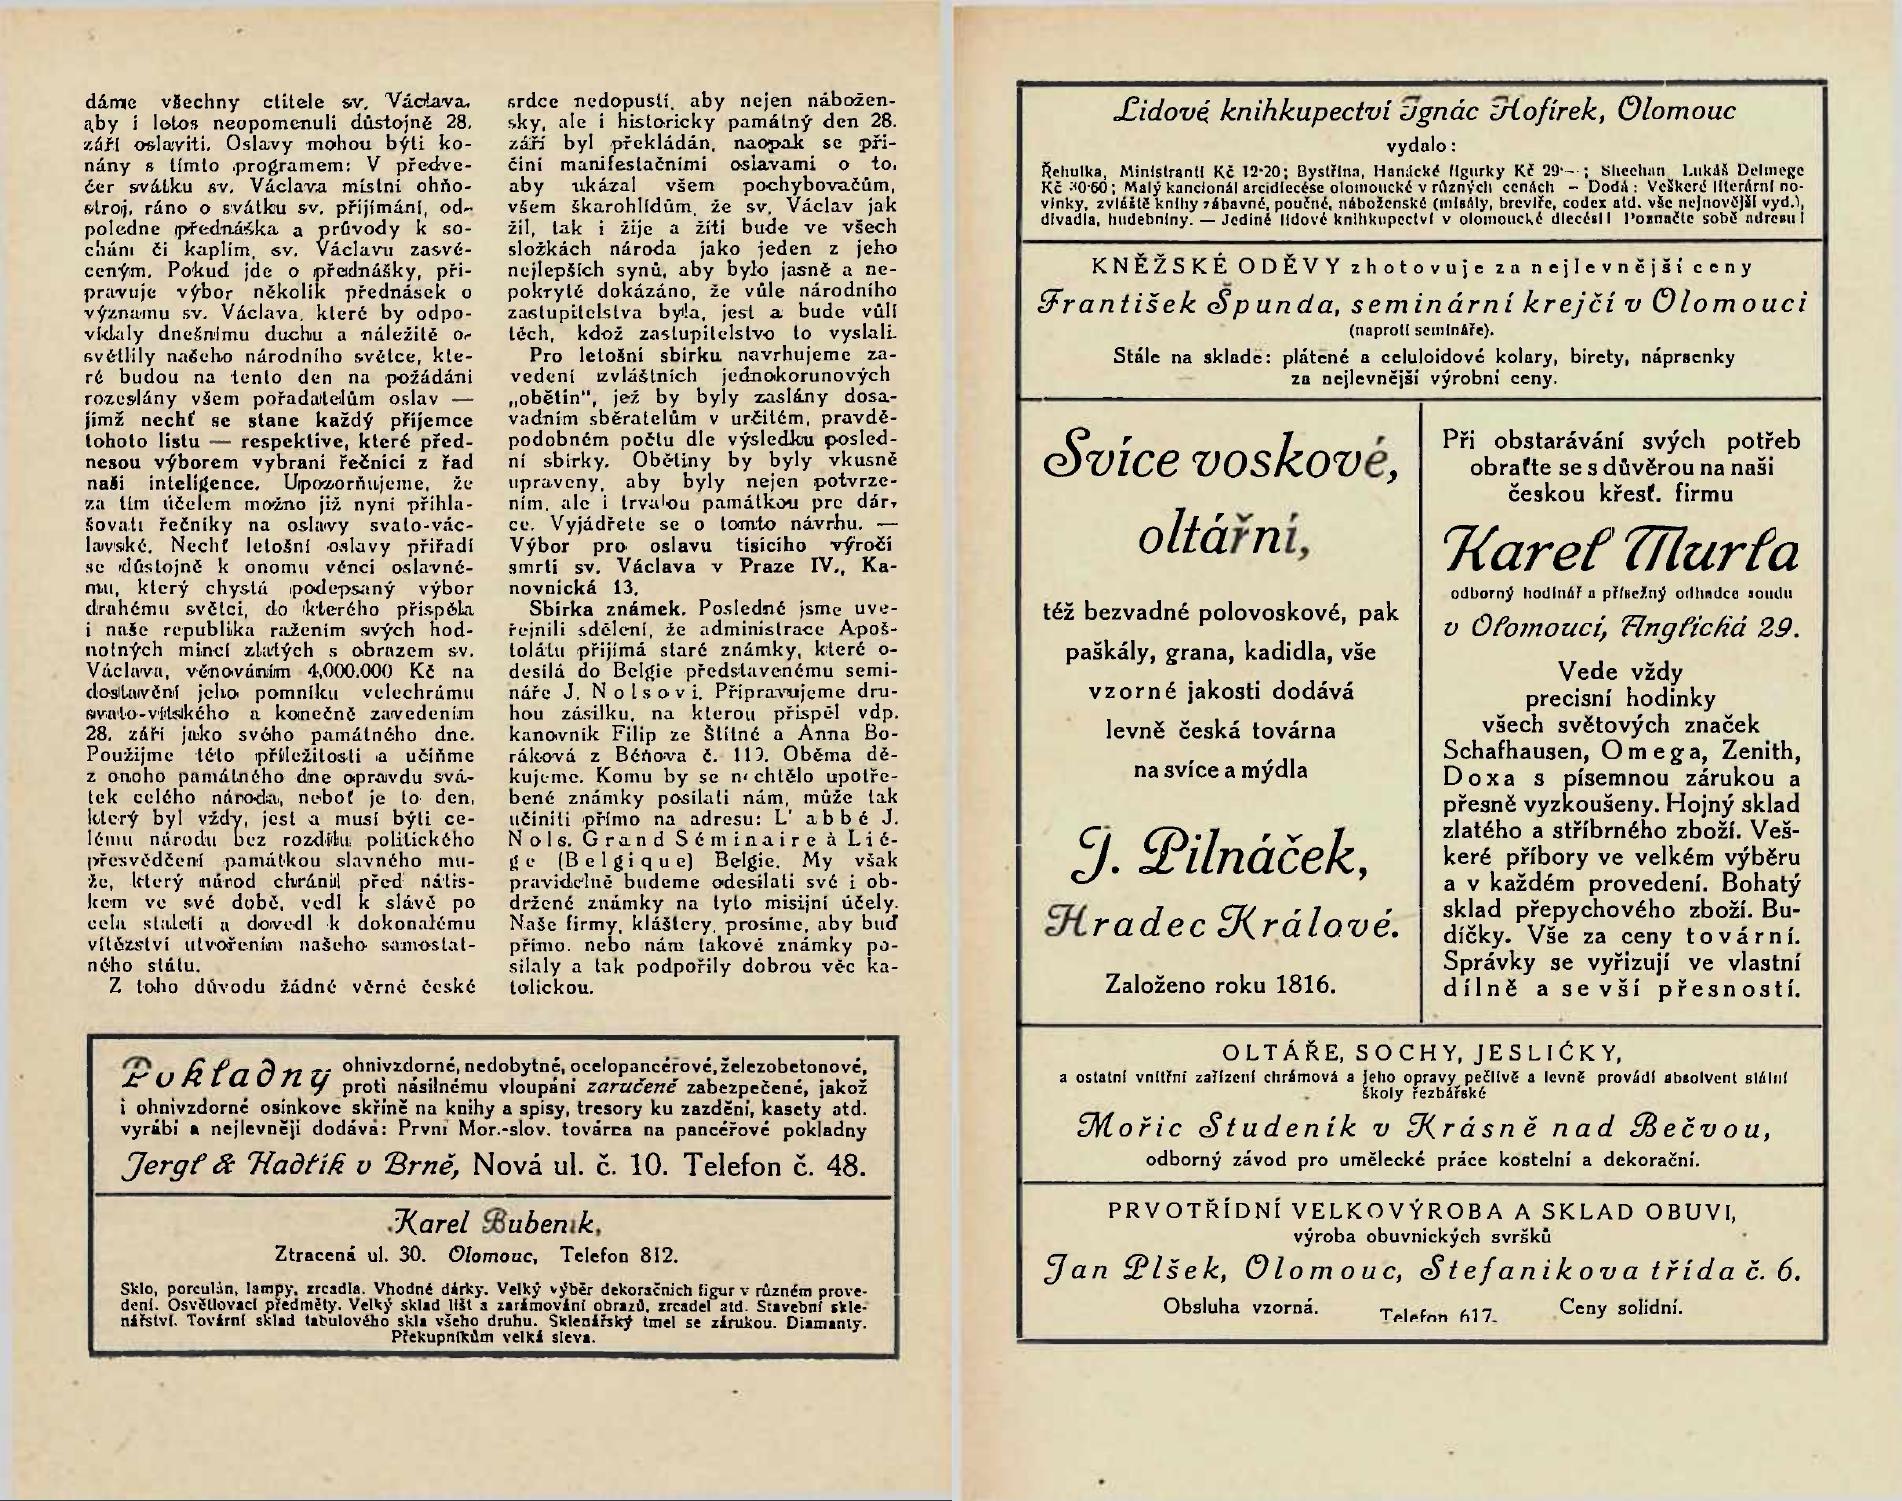 dáme všechny ctitele sv. Václava,
aby i letos neopomenuli důstojně 28.
září oslaviti. Oslavy mohou býti ko-
nány s tímto programem: V předve-
čer svátku sv. Václava místní ohňo-
stroj, ráno o svátku sv. přijímání, od-
poledne přednáška a průvody k so-
chám či kaplím, sv. Václavu zasvě-
ceným. Pokud jde o přednášky, při-
pravuje výbor několik přednásek o
významu sv. Václava, které by odpo-
vídaly dnešnímu duchu a náležitě o-
světlily našeho národního světce, kte-
ré budou na tento den na požádání
rozeslány všem pořadatelům oslav —
jimž nechť se stane každý příjemce
tohoto listu — respektive, které před-
nesou výborem vybraní řečníci z řad
naší inteligence. Upozorňujeme, že
za tím účelem možno již nyní přihla-
šovati řečníky na oslavy svato-vác-
lavské. Nechť letošní oslavy přiřadí
se důstojně k onomu věnci oslavné-
mu, který chystá podepsaný výbor
drahému světci, do kterého přispěla
i naše republika ražením svých hod-
notných mincí zlatých s obrazem sv.
Václava, věnováním 4,000.000 Kč na
dostavění jeho pomníku velechrámu
svato-vítského a konečně zavedením
28. září jako svého památného dne.
Použijme této příležitosti a učiňme
z onoho památného dne opravdu svá-
tek celého národa, neboť je to den,
který byl vždy, jest a musí býti ce-
lému národu bez rozdílu politického
přesvědčení památkou slavného mu-
že, který národ chránil před nátis-
kem ve své době, vedl k slávě po
celá staletí a dovedl k dokonalému
vítězství utvořením našeho samostat-
ného státu.
Z toho důvodu žádné věrné české
srdce nedopustí, aby nejen nábožen-
sky, ale i historicky památný den 28.
září byl překládán, naopak se při-
činí manifestačními oslavami o to,
aby ukázal všem pochybovačům,
všem škarohlídům, že sv. Václav jak
žil, tak i žije a žíti bude ve všech
složkách národa jako jeden z jeho
nejlepších synů, aby bylo jasně a ne-
pokrytě dokázáno, že vůle národního
zastupitelstva byla, jest a bude vůlí
těch, kdož zastupitelstvo to vyslali.
Pro letošní sbírku navrhujeme za-
vedení zvláštních jednokorunových
„obětin", jež by byly zaslány dosa-
vadním sběratelům v určitém, pravdě-
podobném počtu dle výsledku posled-
ní sbírky. Obětiny by byly vkusně
upraveny, aby byly nejen potvrze-
ním, ale i trvalou památkou pro dár-
ce. Vyjádřete se o tomto návrhu. —
Výbor pro oslavu tisícího výročí
smrti sv. Václava v Praze IV., Ka-
novnická 13.
Sbírka známek. Posledně jsme uve-
řejnili sdělení, že administrace Apoš-
tolátu přijímá staré známky, které o-
desílá do Belgie představenému semi-
náře J. Nolsovi. Připravujeme dru-
hou zásilku, na kterou přispěl vdp.
kanovník Filip ze Štítné a Anna Bo-
ráková z Béňova č. 119. Oběma dě-
kujeme. Komu by se nechtělo upotře-
bené známky posílati nám, může tak
učiniti přímo na adresu: L' abbé J.
Nols. Grand Séminaire à Lié-
ge (Belgique) Belgie. My však
pravidelně budeme odesílati své i ob-
držené známky na tyto misijní účely.
Naše firmy, kláštery, prosíme, aby buď
přímo, nebo nám takové známky po-
sílaly a tak podpořily dobrou věc ka-
tolickou.
Pokladny ohnivzdorné, nedobytné, ocelopancéřové, železobetonové,
proti násilnému vloupání zaručeně zabezpečené, jakož
i ohnivzdorné osinkové skříně na knihy a spisy, tresory ku zazdění, kasety atd.
vyrábí a nejlevněji dodává: První Mor.-slov. továrna na pancéřové pokladny
Jergl & Hadlík v Brně, Nová ul. č. 10. Telefon č. 48.
Karel Bubeník,
Ztracená ul. 30. Olomouc, Telefon 812.
Sklo, porculán, lampy, zrcadla. Vhodné dárky. Velký výběr dekoračních figur v různém prove-
dení. Osvětlovací předměty. Velký sklad lišt a zarámování obrazů, zrcadel atd. Stavební skle-
nářství. Tovární sklad tabulového skla všeho druhu. Sklenářský tmel se zárukou. Diamanty.
Překupníkům velká sleva.
Lidové knihkupectví Ignác Hofírek, Olomouc
vydalo:
Řehulka, Ministranti Kč 12·20; Bystřina, Hanácké figurky Kč 29·—; Sheehan Lukáš Delmege
Kč 30·60; Malý kancionál arcidiecése olomoucké v různých cenách — Dodá: Veškeré literární no-
vinky, zvláště knihy zábavné, poučné, náboženské (misály, brevíře, codex atd. vše nejnovější vyd.),
divadla, hudebniny. — Jediné lidové knihkupectví v olomoucké diecési! Poznačte sobě adresu!
KNĚŽSKÉ ODĚVY zhotovuje za nejlevnější ceny
František Špunda, seminární krejčí v Olomouci
(naproti semináře).
Stále na skladě: plátěné a celuloidové kolary, birety, náprsenky
za nejlevnější výrobní ceny.
Svíce voskové,
oltářní,
též bezvadné polovoskové, pak
paškály, grana, kadidla, vše
vzorné jakosti dodává
levně česká továrna
na svíce a mýdla
J. Pilnáček,
Hradec Králové.
Založeno roku 1816.
Při obstarávání svých potřeb
obraťte se s důvěrou na naši
českou křesť. firmu
Karel Murla
odborný hodinář a přísežný odhadce soudu
v Olomouci, Anglická 29.
Vede vždy
precisní hodinky
všech světových značek
Schafhausen, Omega, Zenith,
Doxa s písemnou zárukou a
přesně vyzkoušeny. Hojný sklad
zlatého a stříbrného zboží. Veš-
keré příbory ve velkém výběru
a v každém provedení. Bohatý
sklad přepychového zboží. Bu-
díčky. Vše za ceny tovární.
Správky se vyřizují ve vlastní
dílně a se vší přesností.
OLTÁŘE, SOCHY, JESLIČKY,
a ostatní vnitřní zařízení chrámová a jeho opravy pečlivě a levně provádí absolvent státní
školy řezbářské
Mořic Studeník v Krásně nad Bečvou,
odborný závod pro umělecké práce kostelní a dekorační.
PRVOTŘÍDNÍ VELKOVÝROBA A SKLAD OBUVI,
výroba obuvnických svršků
Jan Plšek, Olomouc, Stefanikova třída č. 6.
Obsluha vzorná. Telefon 617. Ceny solidní.